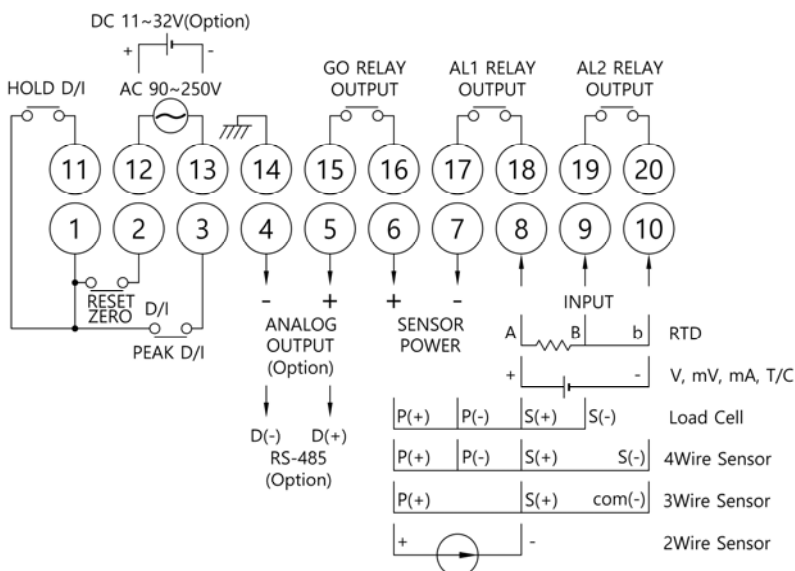 DC 11~32V(Option)
+ -
HOLD D/I
AC 90~250V
GO RELAY
OUTPUT
AL1 RELAY
OUTPUT
AL2 RELAY
OUTPUT
11 12 13 14 15 16 17 18 19 20
1 2 3 4 5 6 7 8 9 10
RESET
ZERO
D/I
PEAK D/I
- + + -
ANALOG
OUTPUT
(Option)
SENSOR
POWER
INPUT
A B b RTD
+ - V, mV, mA, T/C
P(+) P(-) S(+) S(-) Load Cell
D(-) D(+)
RS-485
(Option)
P(+) P(-) S(+) S(-) 4Wire Sensor
P(+) S(+) com(-) 3Wire Sensor
+ - 2Wire Sensor